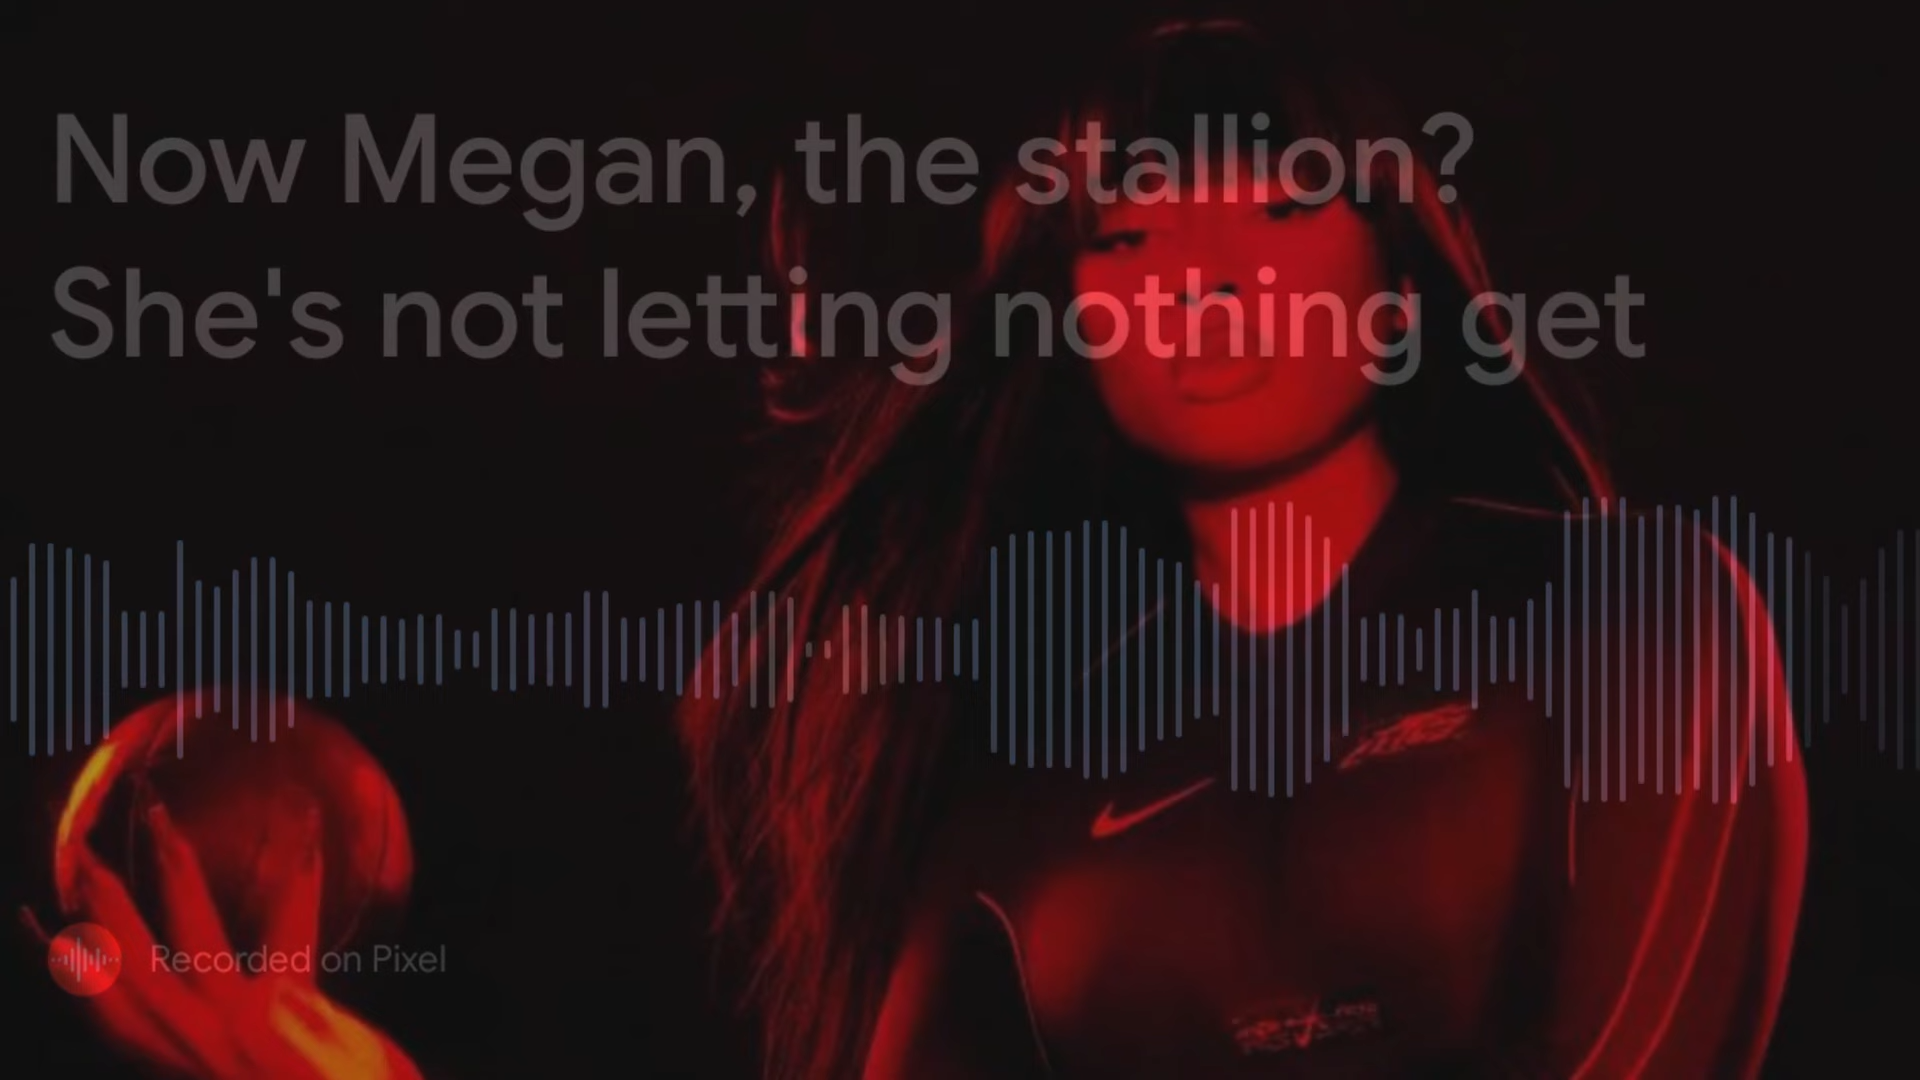 Now Megan, the stallion?
She's not letting nothing get
Recorded on Pixel